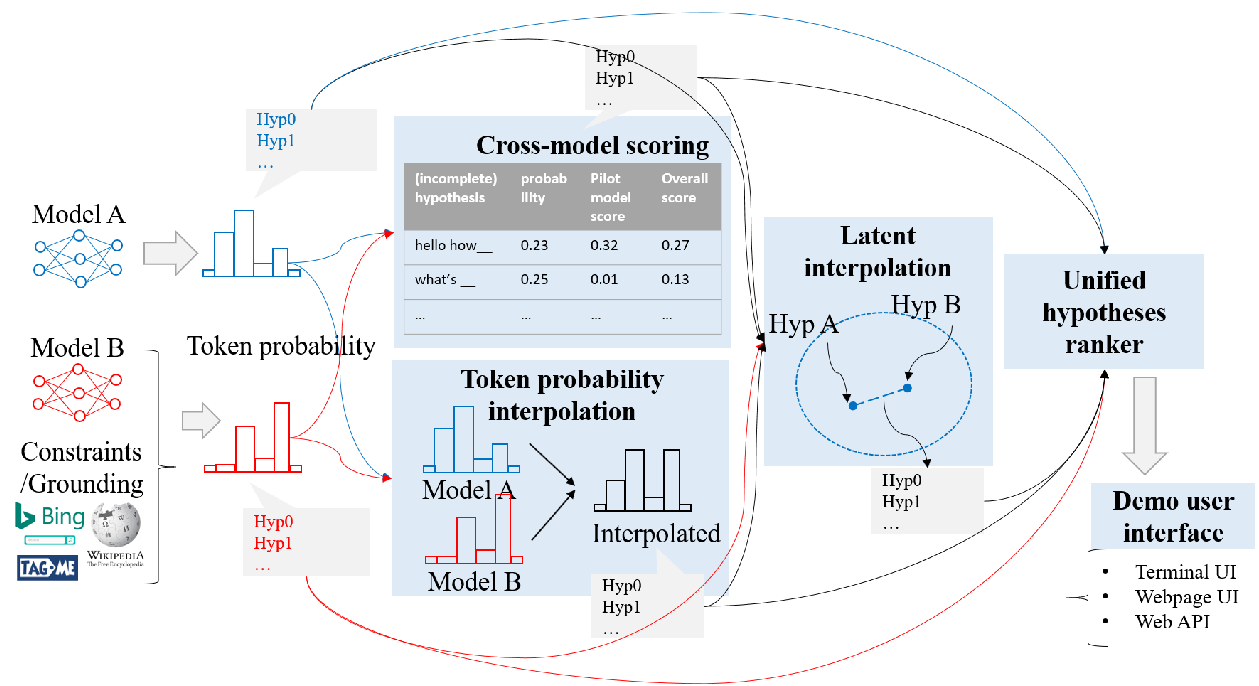 Hyp0
Hyp1
...
Hyp0
Hyp1
...
Cross-model scoring
(incomplete) hypothesis
probab ility
Pilot model score
Overall score
hello how__
0.23
0.32
0.27
what's __
0.25
0.01
0.13
...
...
...
...
Model A
Token probability
Model B
Constraints
/Grounding
Bing
WIKIPEDIA
The Free Encyclopedia
TAGME
Hyp0
Hyp1
...
Token probability
interpolation
Model A
Model B
Interpolated
Hyp0
Hyp1
...
Latent
interpolation
Hyp B
Hyp A
Hyp0
Hyp1
...
Unified
hypotheses
ranker
Demo user
interface
• Terminal UI
• Webpage UI
• Web API